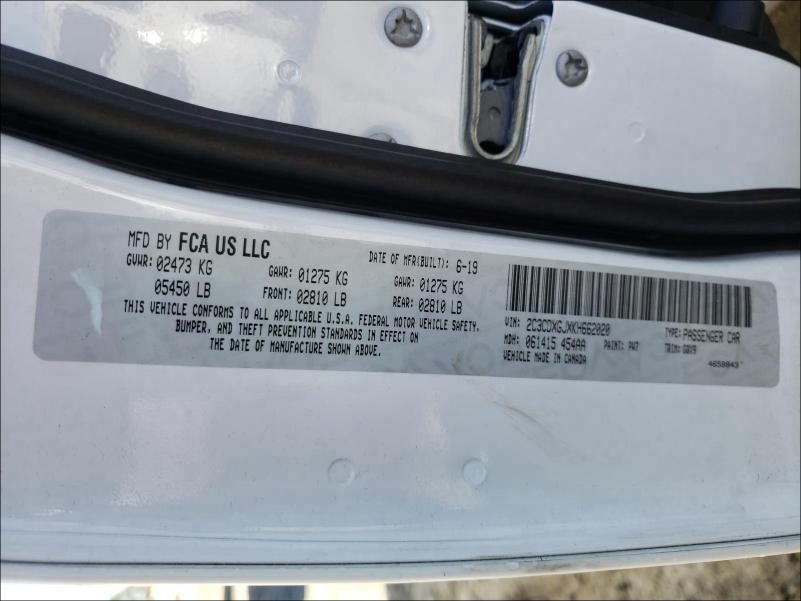 MFD BY FCA US LLC
DATE OF MFR(BUILT): 6-19
GVWR: 02473 KG
GAWR: 01275 KG
GAWR: 01275 KG
05450 LB
FRONT: 02810 LB
REAR: 02810 LB
THIS VEHICLE CONFORMS TO ALL APPLICABLE U.S.A. FEDERAL MOTOR VEHICLE SAFETY,
BUMPER, AND THEFT PREVENTION STANDARDS IN EFFECT ON
THE DATE OF MANUFACTURE SHOWN ABOVE.
VIN: 2C3CDXGJXKH662020
TYPE: PASSENGER CAR
MDH: 061415 454AA
PAINT: PW7
TRIM: GQX9
VEHICLE MADE IN CANADA
4658843